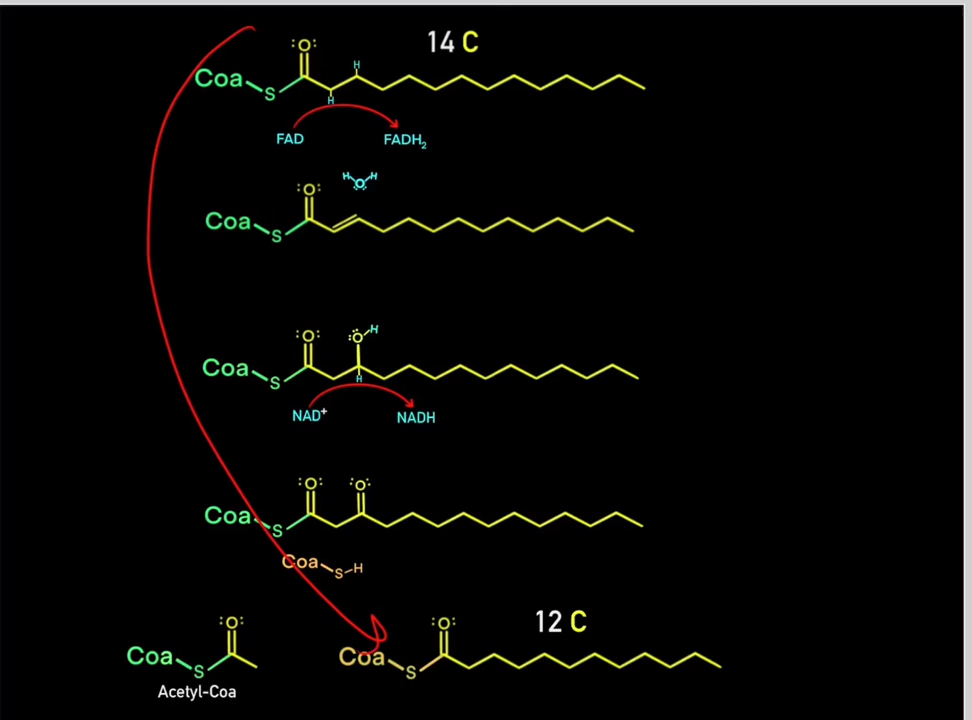 14 C
:O:
H
Coa S
H
FAD FADH₂
H O H
:O:
Coa S
:O: O H
Coa S
H
NAD⁺ NADH
:O: :O:
Coa S
Coa S-H
12 C
:O: :O:
Coa S Coa S
Acetyl-Coa